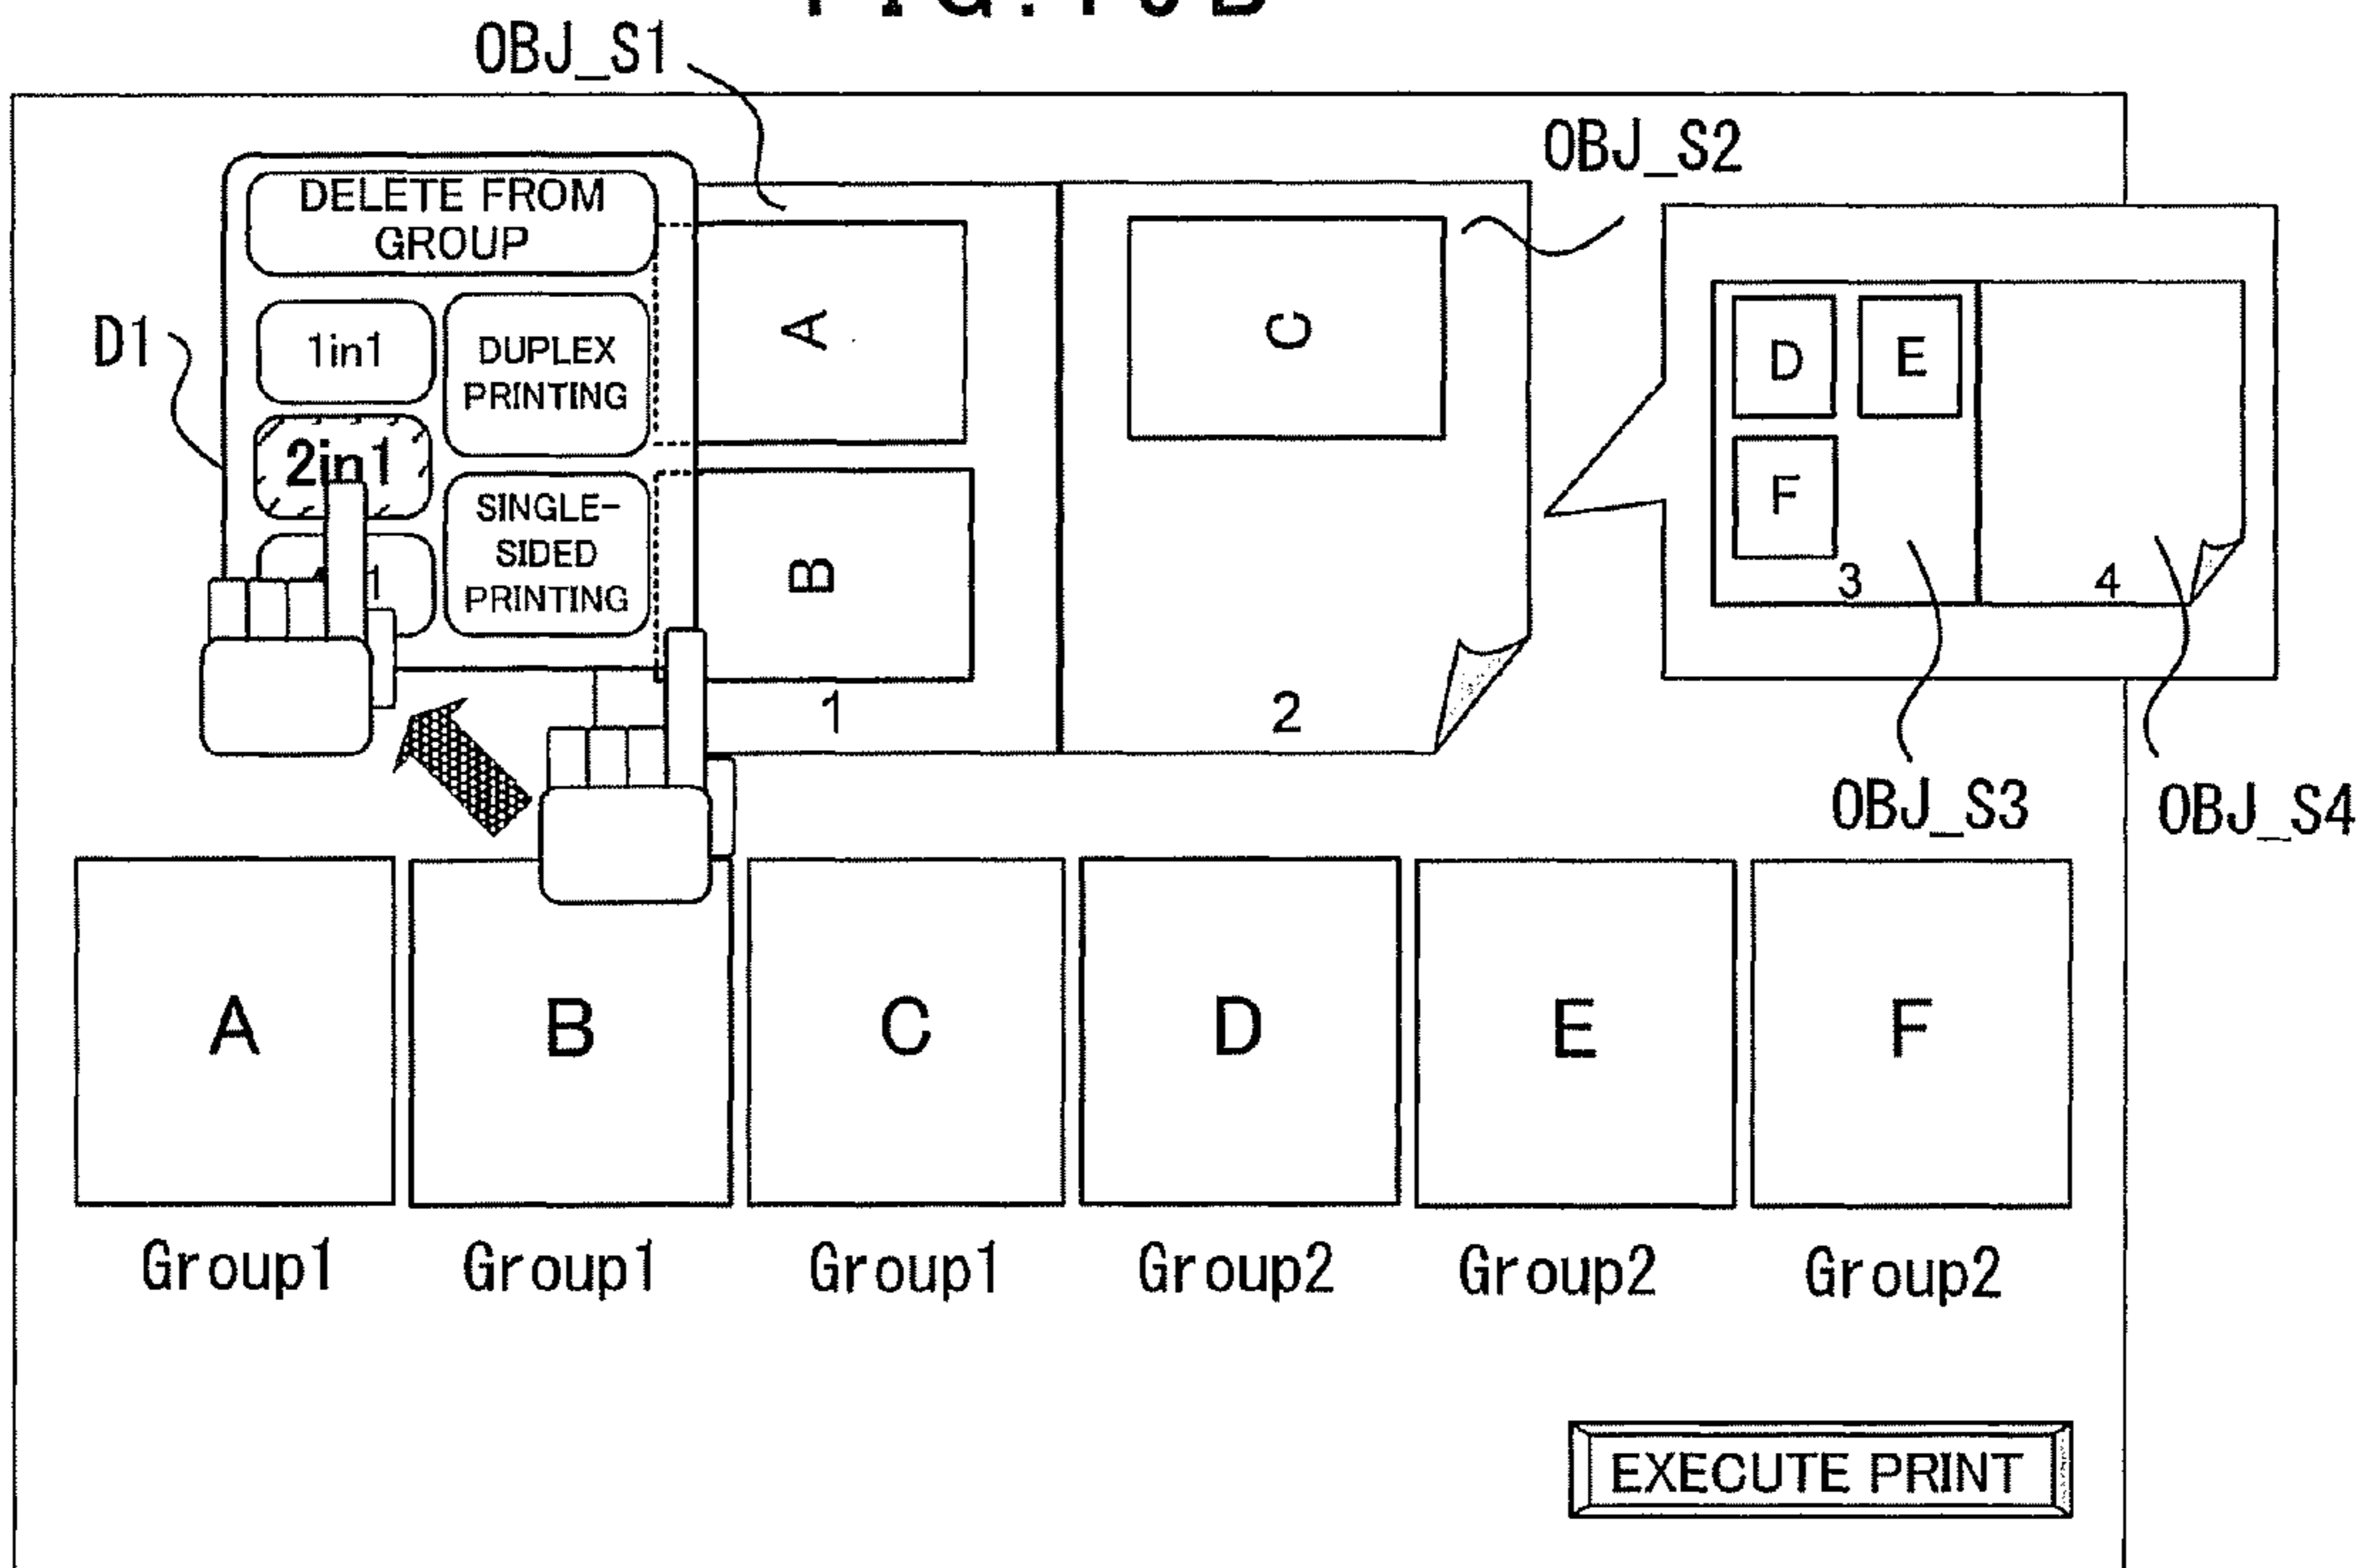 OBJ_S1
OBJ_S2
DELETE FROM
GROUP
D1
1in1
DUPLEX
PRINTING
2in1
SINGLE-
SIDED
PRINTING
1
A
B
1
C
2
D
E
F
3
4
OBJ_S3
OBJ_S4
A
B
C
D
E
F
Group1
Group1
Group1
Group2
Group2
Group2
EXECUTE PRINT